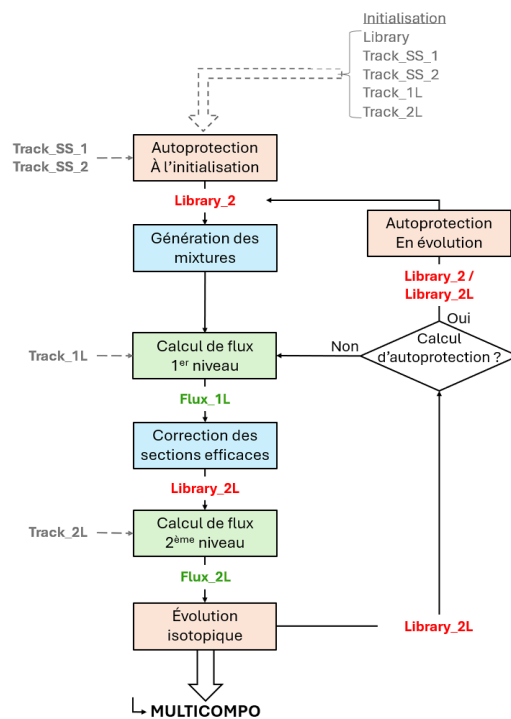 Initialisation
Library
Track_SS_1
Track_SS_2
Track_1L
Track_2L
Track_SS_1
Track_SS_2
Autoprotection
À l'initialisation
Library_2
Autoprotection
En évolution
Génération des
mixtures
Library_2 /
Library_2L
Oui
Calcul
d'autoprotection ?
Non
Track_1L
Calcul de flux
1er niveau
Flux_1L
Correction des
sections efficaces
Library_2L
Track_2L
Calcul de flux
2ème niveau
Flux_2L
Évolution
isotopique
Library_2L
MULTICOMPO